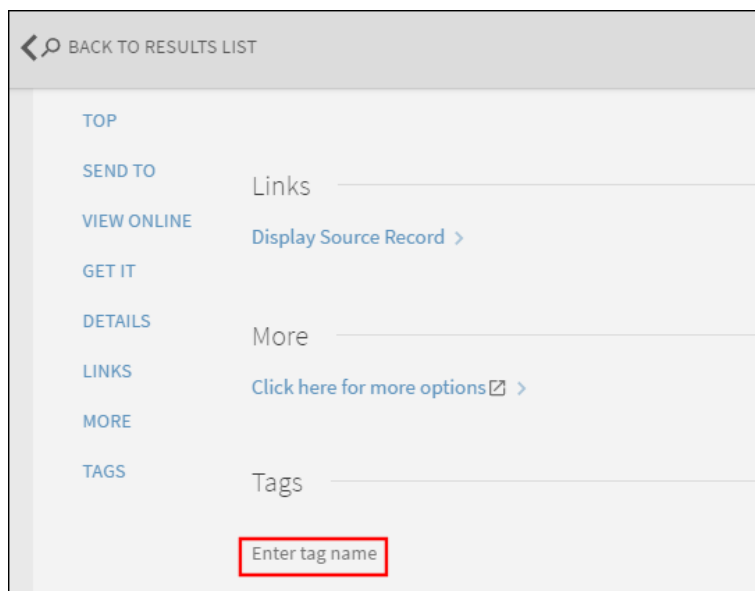 BACK TO RESULTS LIST
TOP
SEND TO
VIEW ONLINE
GET IT
DETAILS
LINKS
MORE
TAGS
Links
Display Source Record
More
Click here for more options
Tags
Enter tag name